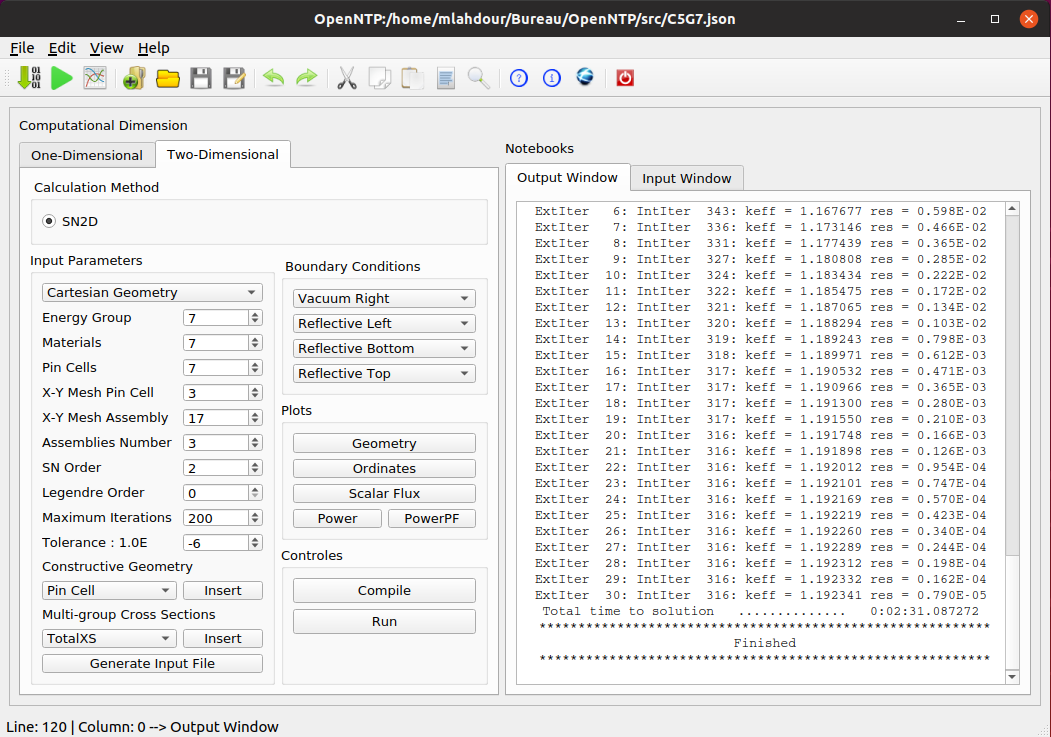 OpenNTP:/home/mlahdour/Bureau/OpenNTP/src/C5G7.json
File Edit View Help
Computational Dimension
One-Dimensional Two-Dimensional
Calculation Method
SN2D
Input Parameters
Cartesian Geometry
Energy Group 7
Materials 7
Pin Cells 7
X-Y Mesh Pin Cell 3
X-Y Mesh Assembly 17
Assemblies Number 3
SN Order 2
Legendre Order 0
Maximum Iterations 200
Tolerance : 1.0E -6
Constructive Geometry
Pin Cell Insert
Multi-group Cross Sections
TotalXS Insert
Generate Input File
Boundary Conditions
Vacuum Right
Reflective Left
Reflective Bottom
Reflective Top
Plots
Geometry
Ordinates
Scalar Flux
Power PowerPF
Controles
Compile
Run
Notebooks
Output Window Input Window
ExtIter 6: IntIter 343: keff = 1.167677 res = 0.598E-02
ExtIter 7: IntIter 336: keff = 1.173146 res = 0.466E-02
ExtIter 8: IntIter 331: keff = 1.177439 res = 0.365E-02
ExtIter 9: IntIter 327: keff = 1.180808 res = 0.285E-02
ExtIter 10: IntIter 324: keff = 1.183434 res = 0.222E-02
ExtIter 11: IntIter 322: keff = 1.185475 res = 0.172E-02
ExtIter 12: IntIter 321: keff = 1.187065 res = 0.134E-02
ExtIter 13: IntIter 320: keff = 1.188294 res = 0.103E-02
ExtIter 14: IntIter 319: keff = 1.189243 res = 0.798E-03
ExtIter 15: IntIter 318: keff = 1.189971 res = 0.612E-03
ExtIter 16: IntIter 317: keff = 1.190532 res = 0.471E-03
ExtIter 17: IntIter 317: keff = 1.190966 res = 0.365E-03
ExtIter 18: IntIter 317: keff = 1.191300 res = 0.280E-03
ExtIter 19: IntIter 317: keff = 1.191550 res = 0.210E-03
ExtIter 20: IntIter 316: keff = 1.191748 res = 0.166E-03
ExtIter 21: IntIter 316: keff = 1.191898 res = 0.126E-03
ExtIter 22: IntIter 316: keff = 1.192012 res = 0.954E-04
ExtIter 23: IntIter 316: keff = 1.192101 res = 0.747E-04
ExtIter 24: IntIter 316: keff = 1.192169 res = 0.570E-04
ExtIter 25: IntIter 316: keff = 1.192219 res = 0.423E-04
ExtIter 26: IntIter 316: keff = 1.192260 res = 0.340E-04
ExtIter 27: IntIter 316: keff = 1.192289 res = 0.244E-04
ExtIter 28: IntIter 316: keff = 1.192312 res = 0.198E-04
ExtIter 29: IntIter 316: keff = 1.192332 res = 0.162E-04
ExtIter 30: IntIter 316: keff = 1.192341 res = 0.790E-05
Total time to solution .............. 0:02:31.087272
**********************************************************
Finished
**********************************************************
Line: 120 | Column: 0 --> Output Window